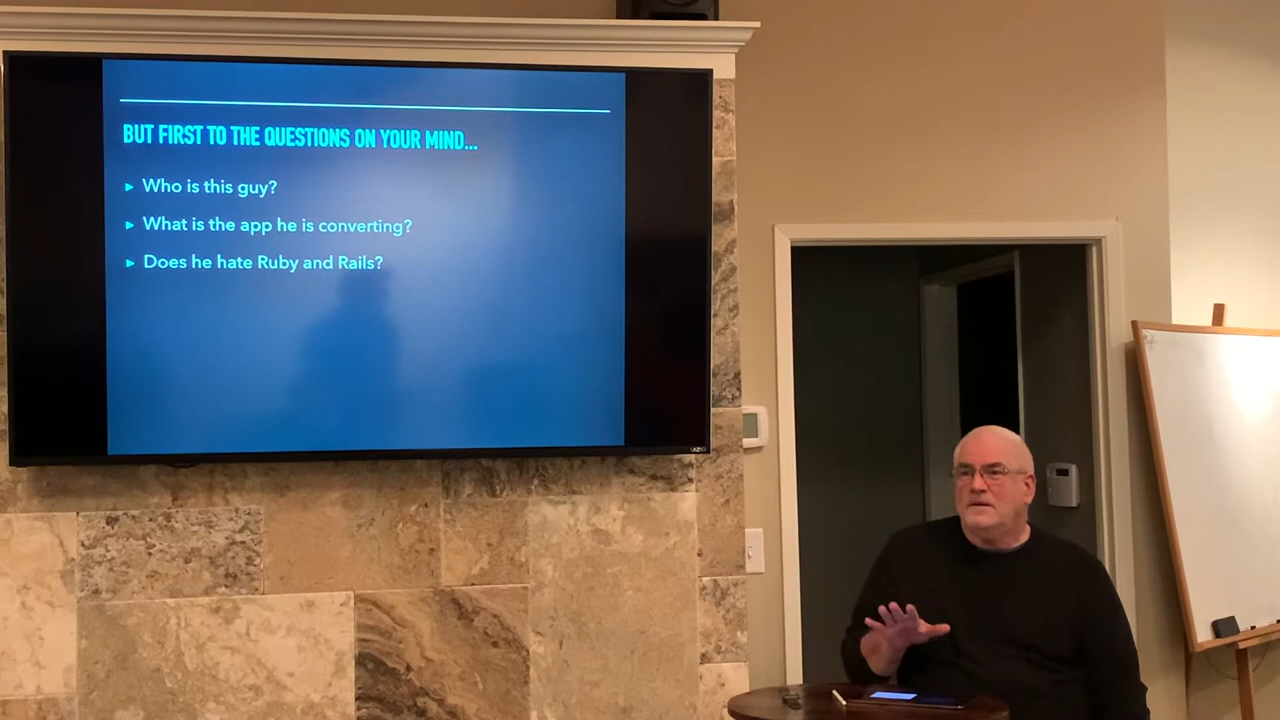 BUT FIRST TO THE QUESTIONS ON YOUR MIND...
▸ Who is this guy?
▸ What is the app he is converting?
▸ Does he hate Ruby and Rails?
VIZIO